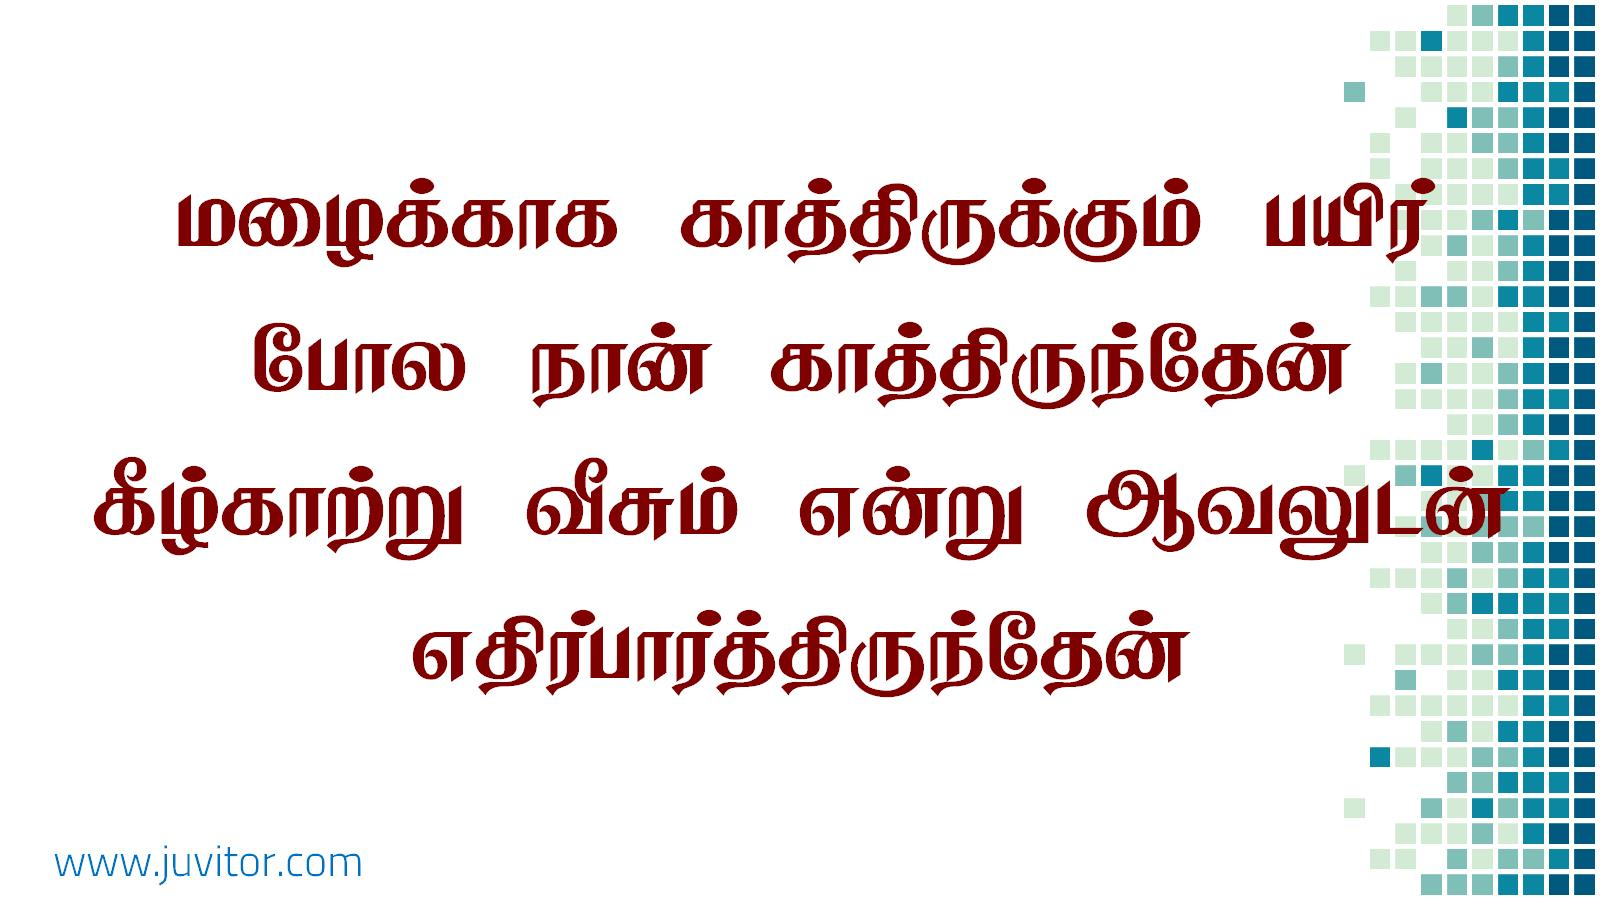 மழைக்காக காத்திருக்கும் பயிர்
போல நான் காத்திருந்தேன்
கீழ்காற்று வீசும் என்று ஆவலுடன்
எதிர்பார்த்திருந்தேன்
www.juvitor.com